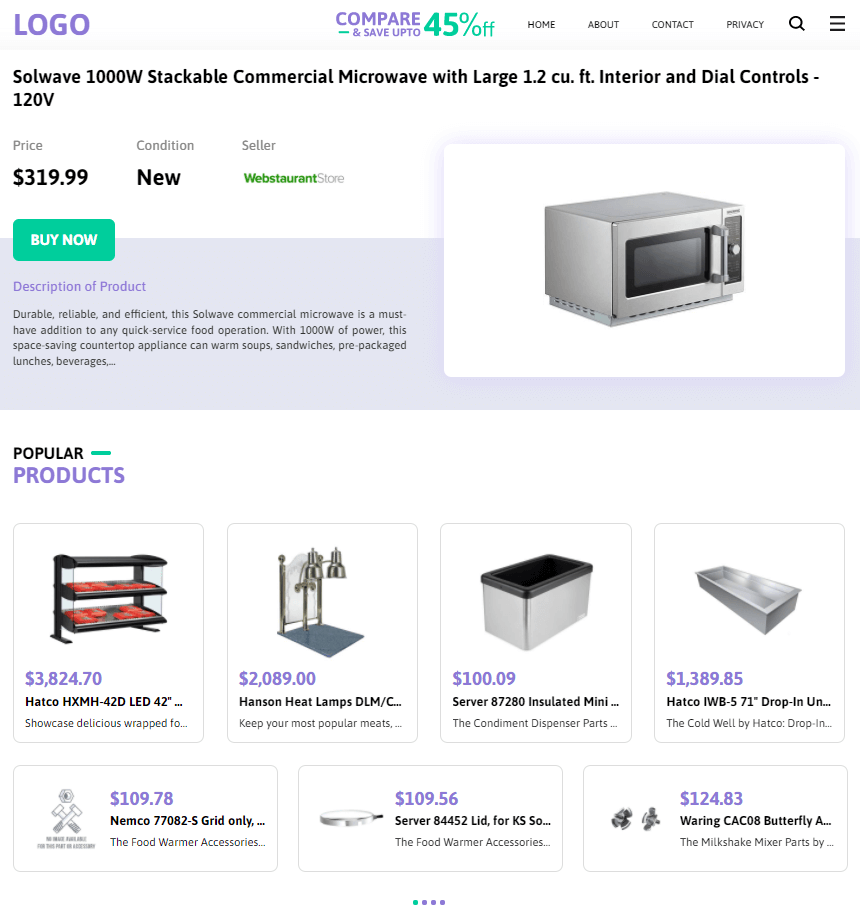 LOGO
COMPARE
& SAVE UPTO
45%off
HOME
ABOUT
CONTACT
PRIVACY
Solwave 1000W Stackable Commercial Microwave with Large 1.2 cu. ft. Interior and Dial Controls -
120V
Price
Condition
Seller
$319.99
New
WebstaurantStore
BUY NOW
Description of Product
Durable, reliable, and efficient, this Solwave commercial microwave is a must-
have addition to any quick-service food operation. With 1000W of power, this
space-saving countertop appliance can warm soups, sandwiches, pre-packaged
lunches, beverages,...
POPULAR
PRODUCTS
$3,824.70
Hatco HXMH-42D LED 42" ...
Showcase delicious wrapped fo...
$2,089.00
Hanson Heat Lamps DLM/C...
Keep your most popular meats, ...
$100.09
Server 87280 Insulated Mini ...
The Condiment Dispenser Parts ...
$1,389.85
Hatco IWB-5 71" Drop-In Un...
The Cold Well by Hatco: Drop-In...
NO IMAGE AVAILABLE
FOR THIS PART OR ACCESSORY
$109.78
Nemco 77082-S Grid only, ...
The Food Warmer Accessories...
$109.56
Server 84452 Lid, for KS So...
The Food Warmer Accessories...
$124.83
Waring CAC08 Butterfly A...
The Milkshake Mixer Parts by ...